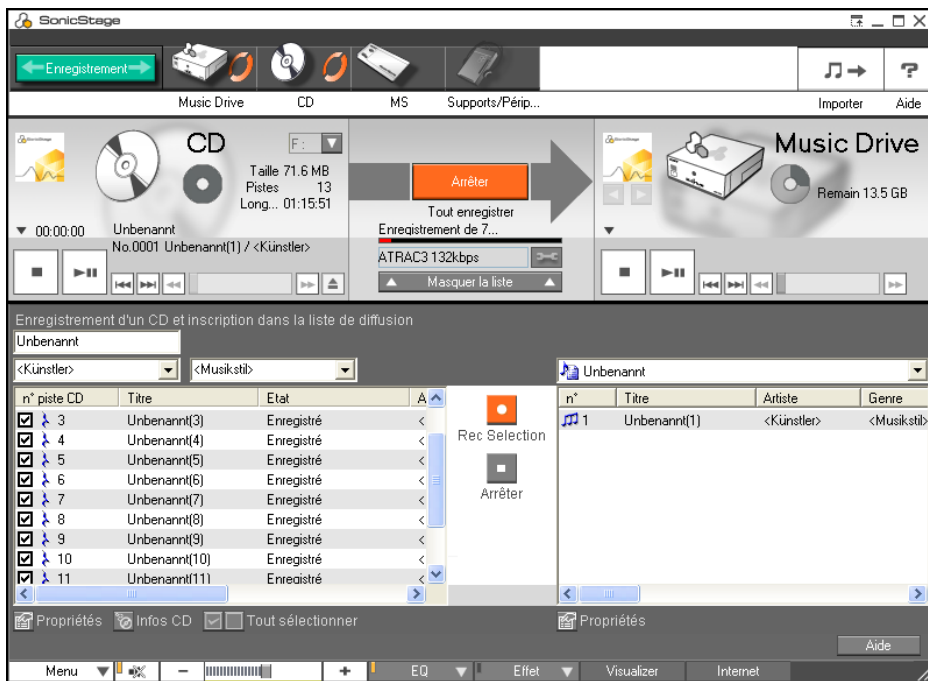 SonicStage
Enregistrement
Music Drive
CD
MS
Supports/Périp...
Importer
Aide
CD
F:
Taille 71.6 MB
Pistes 13
Long... 01:15:51
00:00:00
Unbenannt
No.0001 Unbenannt(1) / <Künstler>
Arrêter
Tout enregistrer
Enregistrement de 7...
ATRAC3 132kbps
Masquer la liste
Music Drive
Remain 13.5 GB
Enregistrement d'un CD et inscription dans la liste de diffusion
Unbenannt
<Künstler>
<Musikstil>
Unbenannt
n° piste CD Titre Etat A
3 Unbenannt(3) Enregistré <
4 Unbenannt(4) Enregistré <
5 Unbenannt(5) Enregistré <
6 Unbenannt(6) Enregistré <
7 Unbenannt(7) Enregistré <
8 Unbenannt(8) Enregistré <
9 Unbenannt(9) Enregistré <
10 Unbenannt(10) Enregistré <
11 Unbenannt(11) Enregistré <
Rec Selection
Arrêter
n° Titre Artiste Genre
1 Unbenannt(1) <Künstler> <Musikstil>
Propriétés
Infos CD
Tout sélectionner
Propriétés
Aide
Menu
EQ
Effet
Visualizer
Internet